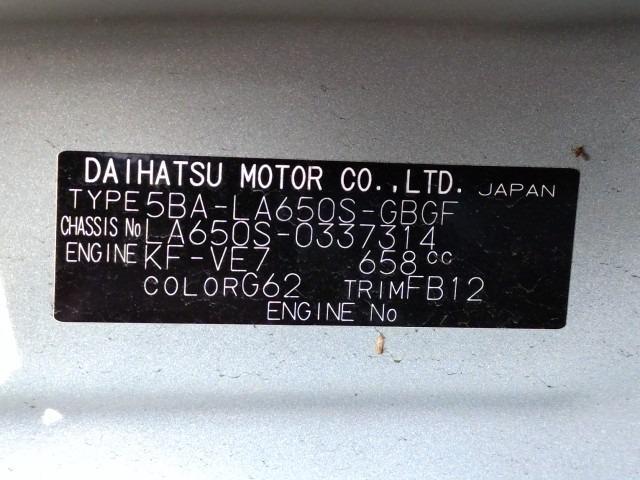 DAIHATSU MOTOR CO.,LTD. JAPAN
TYPE 5BA-LA650S-GBGF
CHASSIS No LA650S-0337314
ENGINE KF-VE7 658 CC
COLOR G62 TRIM FB12
ENGINE No